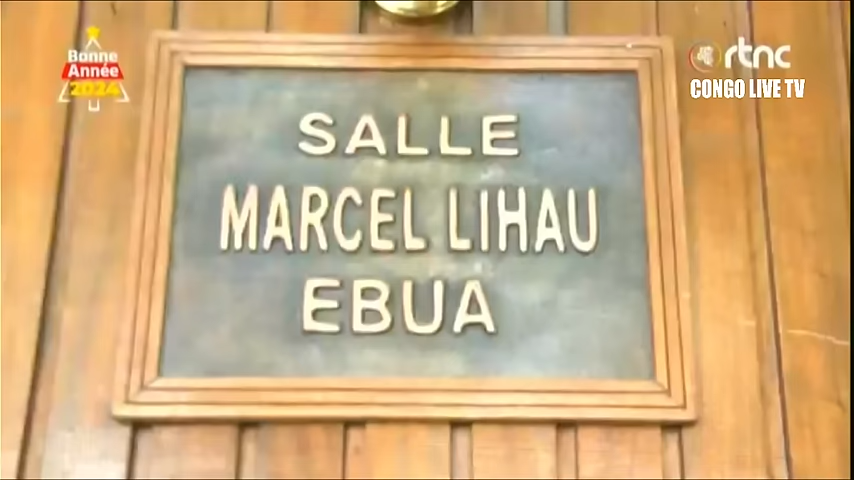 Bonne
Année
2024
rtnc
CONGO LIVE TV
SALLE
MARCEL LIHAU
EBUA